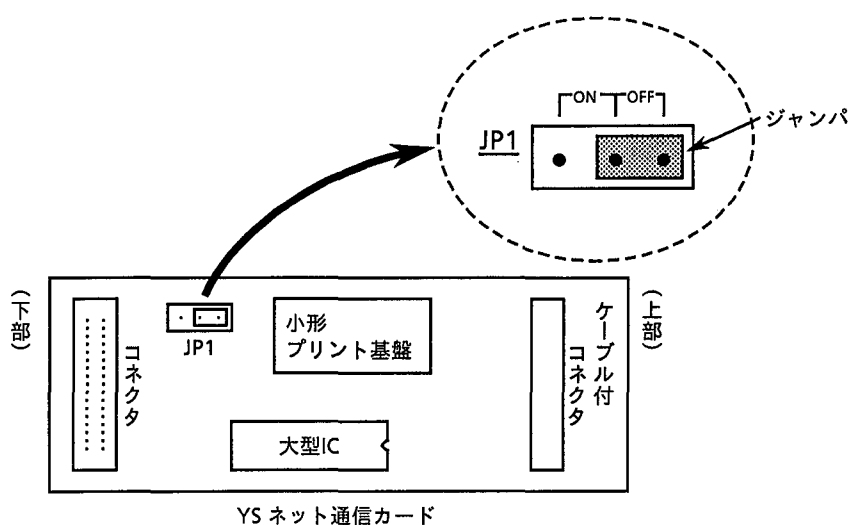 ON OFF
JP1
ジャンパ
(下部)
コネクタ
JP1
小形
プリント基盤
大型IC
コネクタ
ケーブル付
(上部)
YS ネット通信カード